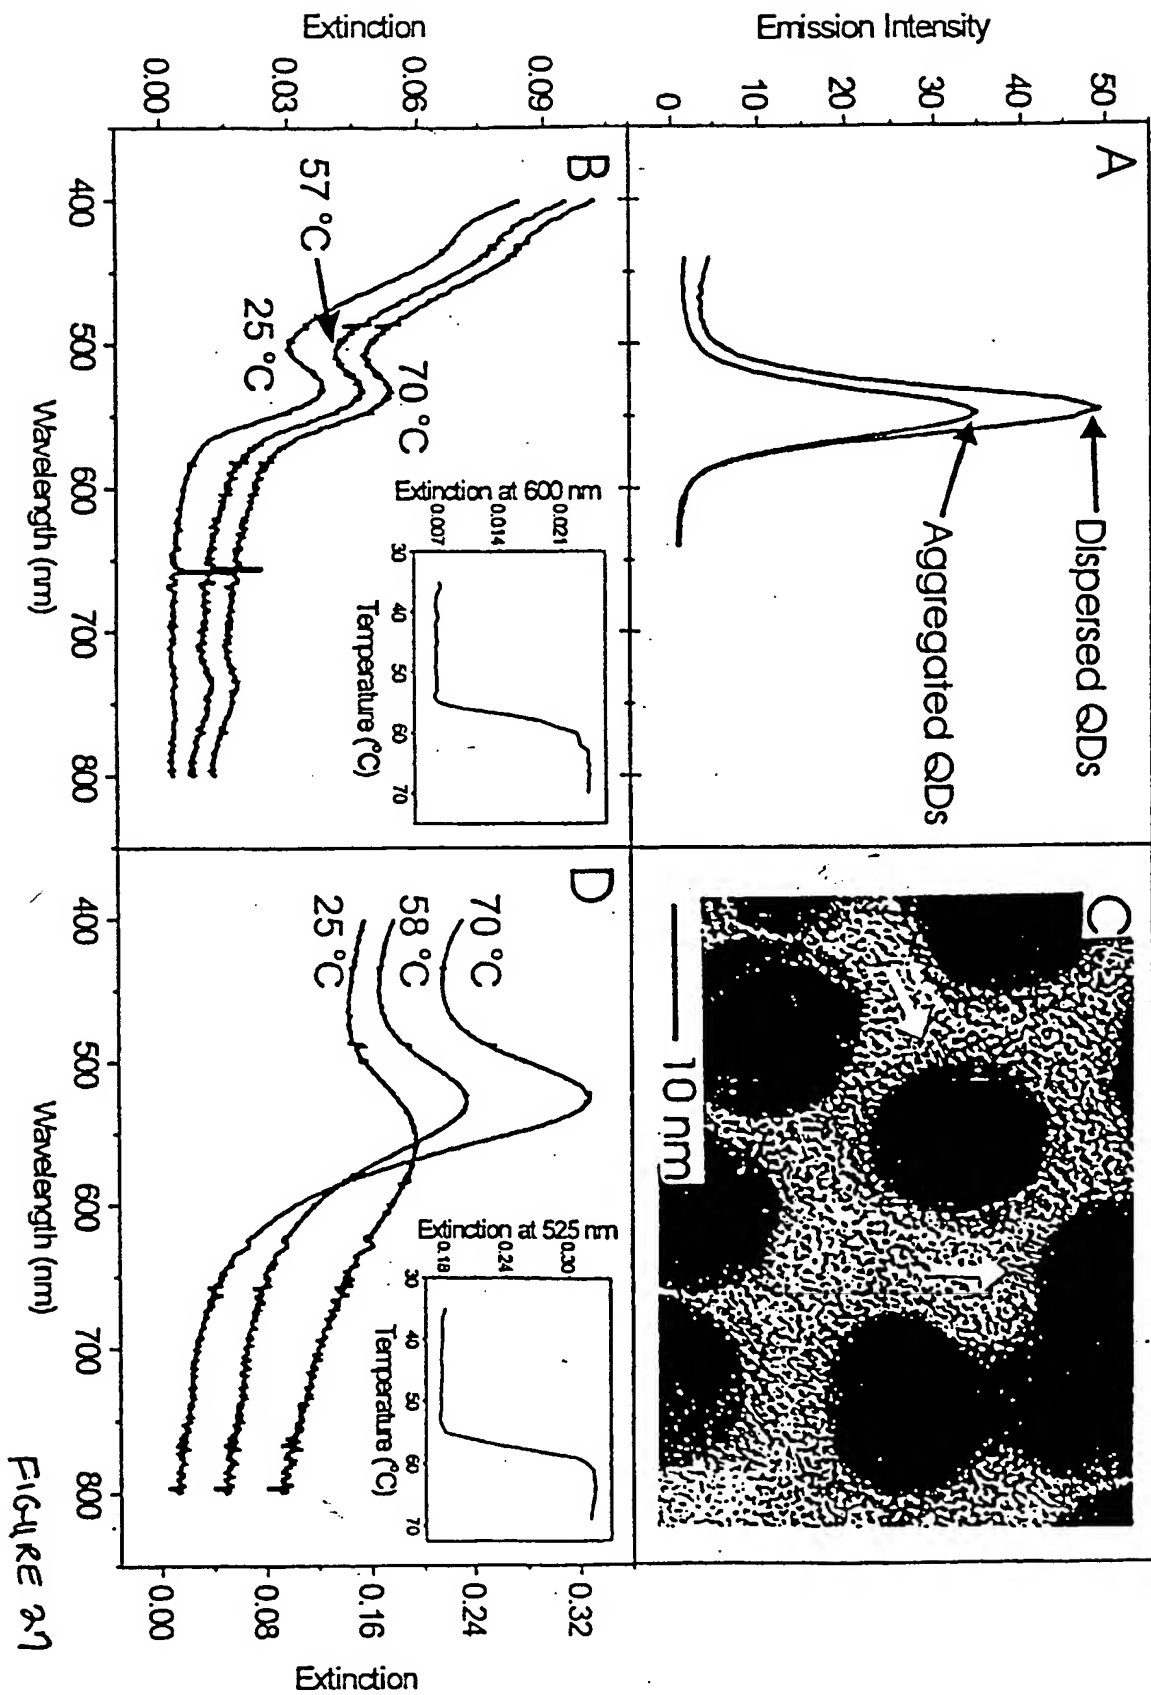 A
Emission Intensity
50
40
30
20
10
0
Dispersed QDs
Aggregated QDs
B
Extinction
0.09
0.06
0.03
0.00
57 °C
25 °C
70 °C
Extinction at 600 nm
0.021
0.014
0.007
30
40
50
60
70
Temperature (°C)
400
500
600
700
800
Wavelength (nm)
C
10 nm
D
70 °C
58 °C
25 °C
Extinction at 525 nm
0.30
0.24
0.18
30
40
50
60
70
Temperature (°C)
0.32
0.24
0.16
0.08
0.00
Extinction
400
500
600
700
800
Wavelength (nm)
FIGURE 27